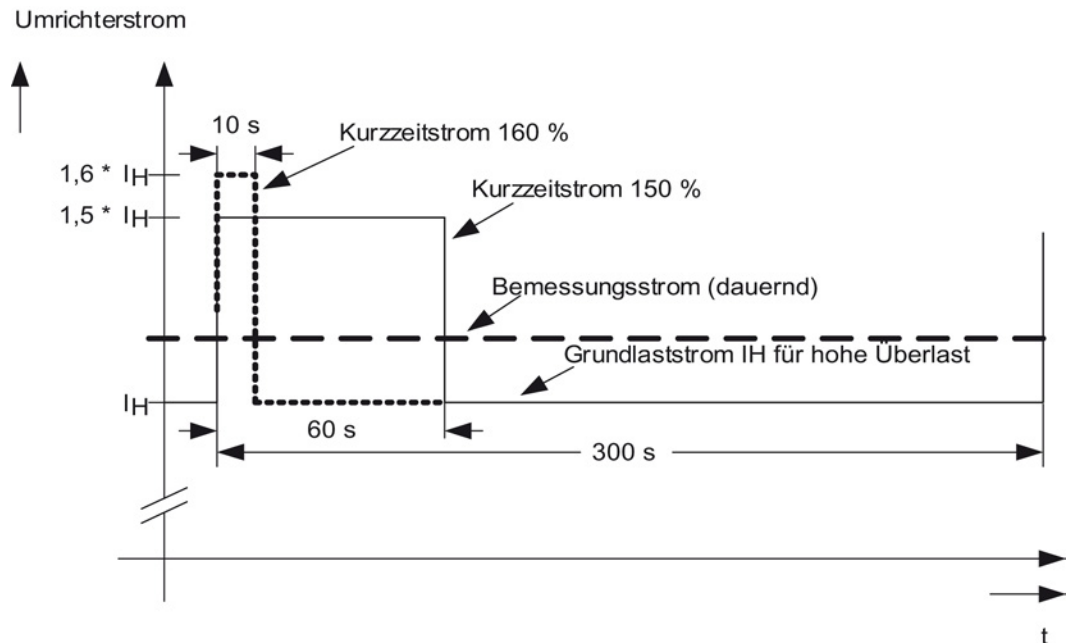 Umrichterstrom
10 s
Kurzzeitstrom 160 %
1,6 * IH
Kurzzeitstrom 150 %
1,5 * IH
Bemessungsstrom (dauernd)
Grundlaststrom IH für hohe Überlast
IH
60 s
300 s
t